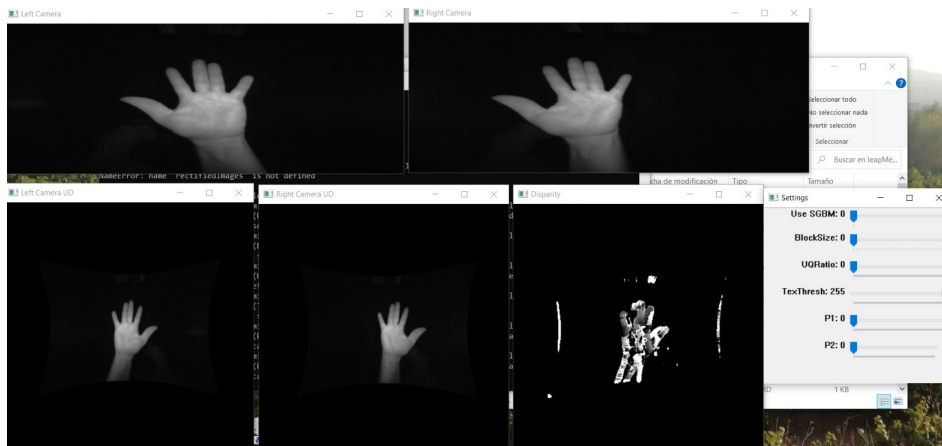 Left Camera
Right Camera
Seleccionar todo
No seleccionar nada
nvertir selección
Seleccionar
Buscar en leapMe...
NameError: name 'rectifiedImages' is not defined
cha de modificación Tipo Tamaño
Left Camera UD
Right Camera UD
Disparity
Settings
Use SGBM: 0
BlockSize: 0
UQRatio: 0
TexThresh: 255
P1: 0
P2: 0
1 KB